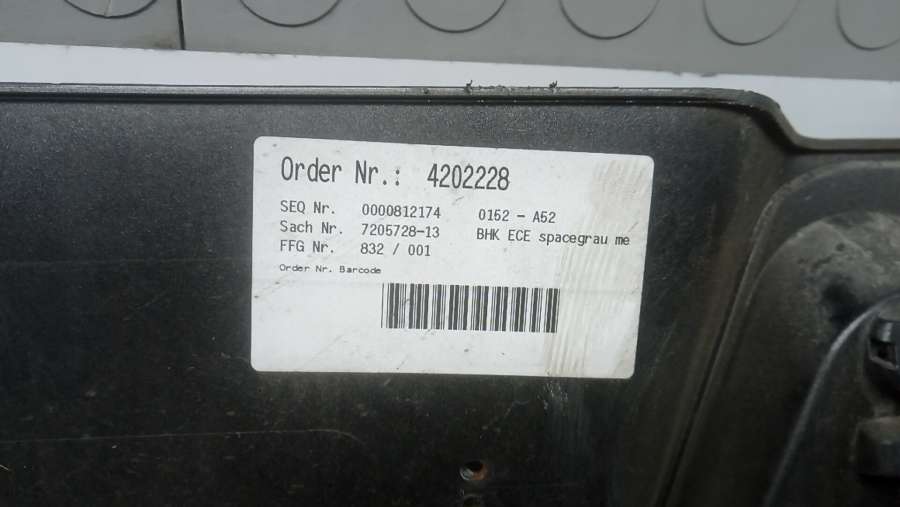 Order Nr.: 4202228
SEQ Nr. 0000812174 0152 - A52
Sach Nr. 7205728-13 BHK ECE spacegrau me
FFG Nr. 832 / 001
Order Nr. Barcode